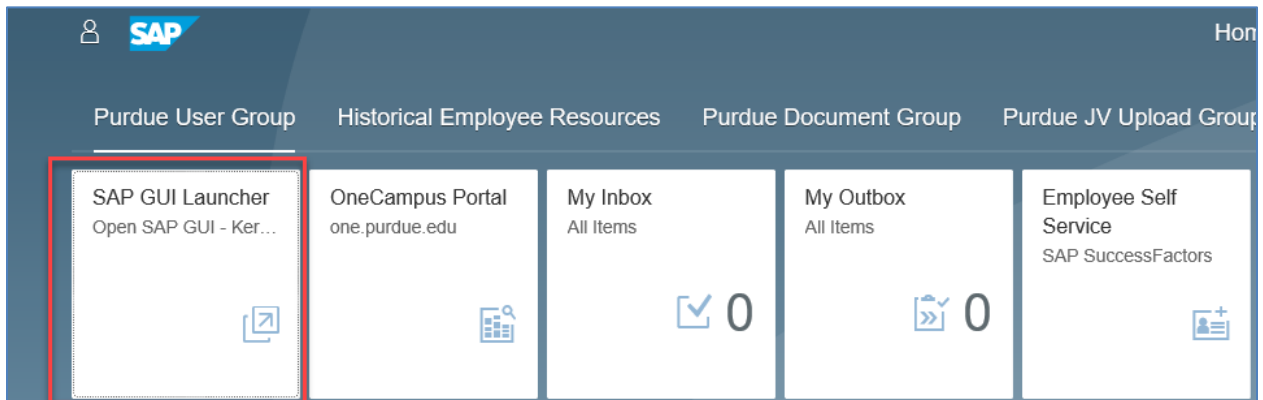 SAP
Hom
Purdue User Group
Historical Employee Resources
Purdue Document Group
Purdue JV Upload Group
SAP GUI Launcher
Open SAP GUI - Ker...
OneCampus Portal
one.purdue.edu
My Inbox
All Items
0
My Outbox
All Items
0
Employee Self
Service
SAP SuccessFactors